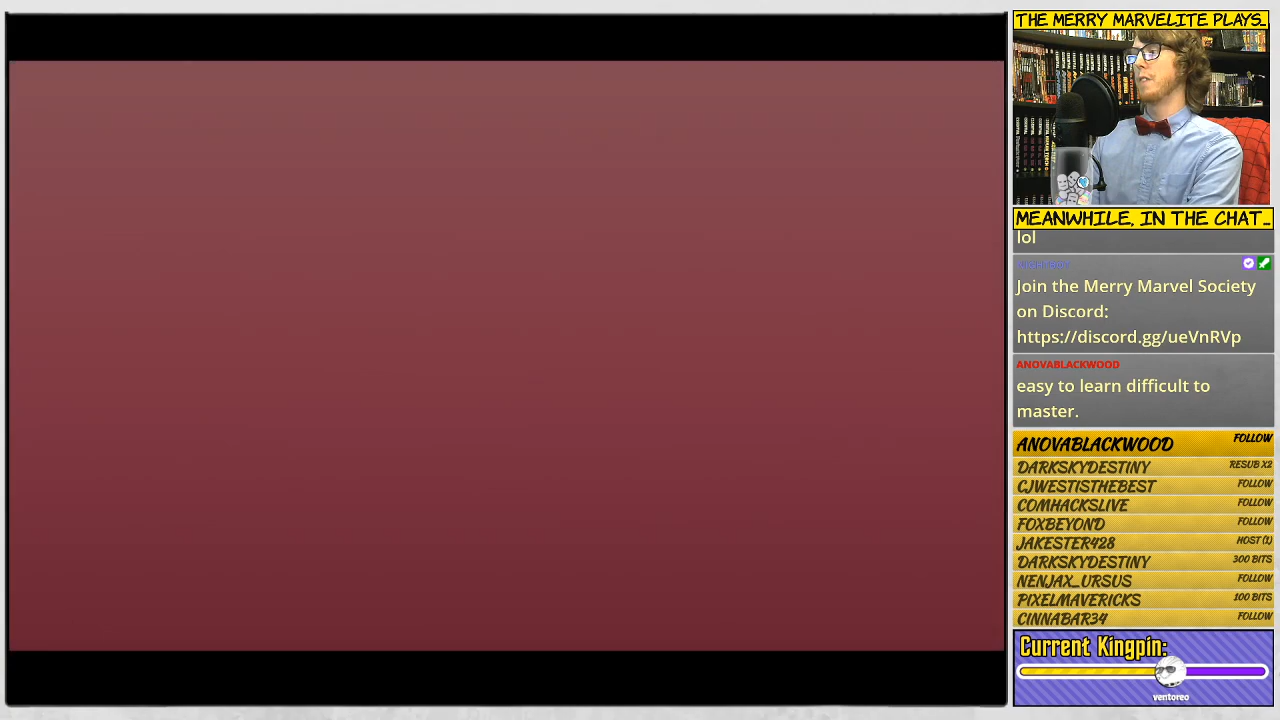 THE MERRY MARVELITE PLAYS...
MEANWHILE, IN THE CHAT...
lol
Join the Merry Marvel Society
on Discord:
https://discord.gg/ueVnRVp
ANOVABLACKWOOD
easy to learn difficult to
master.
ANOVABLACKWOOD FOLLOW
DARKSKYDESTINY RESUB X2
CJWESTISTHEBEST FOLLOW
COMHACKSLIVE FOLLOW
FOXBEYOND FOLLOW
JAKESTER428 HOST (1)
DARKSKYDESTINY 300 BITS
NENJAX_URSUS FOLLOW
PIXELMAVERICKS 100 BITS
CINNABAR34 FOLLOW
Current Kingpin:
ventoreo